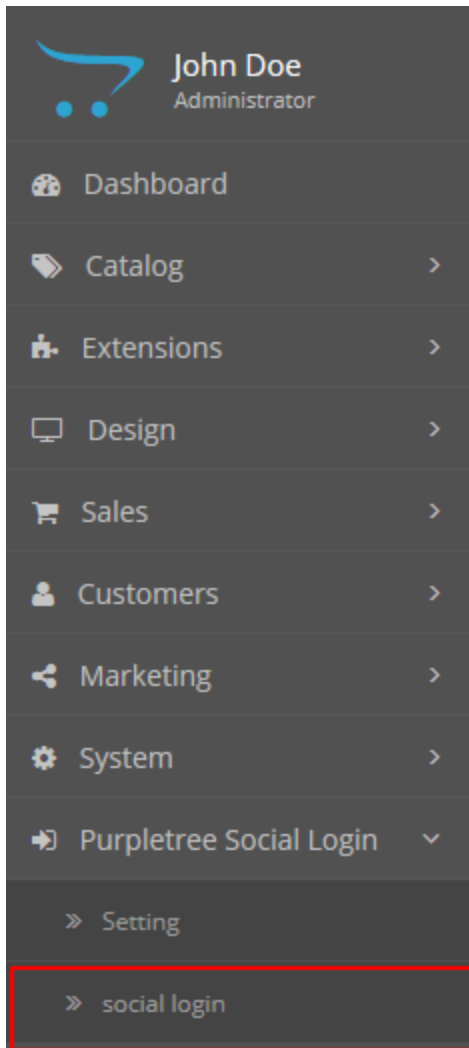 John Doe
Administrator
Dashboard
Catalog
Extensions
Design
Sales
Customers
Marketing
System
Purpletree Social Login
Setting
social login